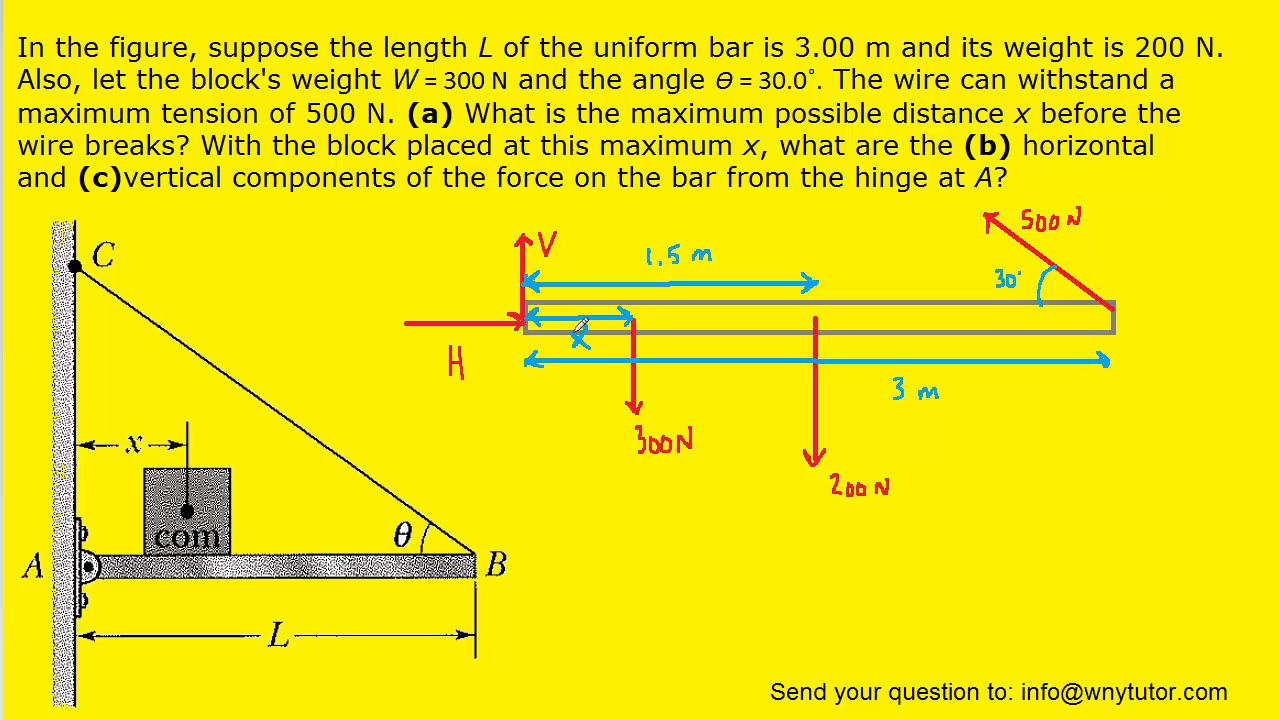 In the figure, suppose the length L of the uniform bar is 3.00 m and its weight is 200 N.
Also, let the block's weight W = 300 N and the angle Θ = 30.0°. The wire can withstand a
maximum tension of 500 N. (a) What is the maximum possible distance x before the
wire breaks? With the block placed at this maximum x, what are the (b) horizontal
and (c)vertical components of the force on the bar from the hinge at A?
C
x
com
θ
A
B
L
V
1.5 m
500 N
30°
x
H
3 m
300N
200 N
Send your question to: info@wnytutor.com